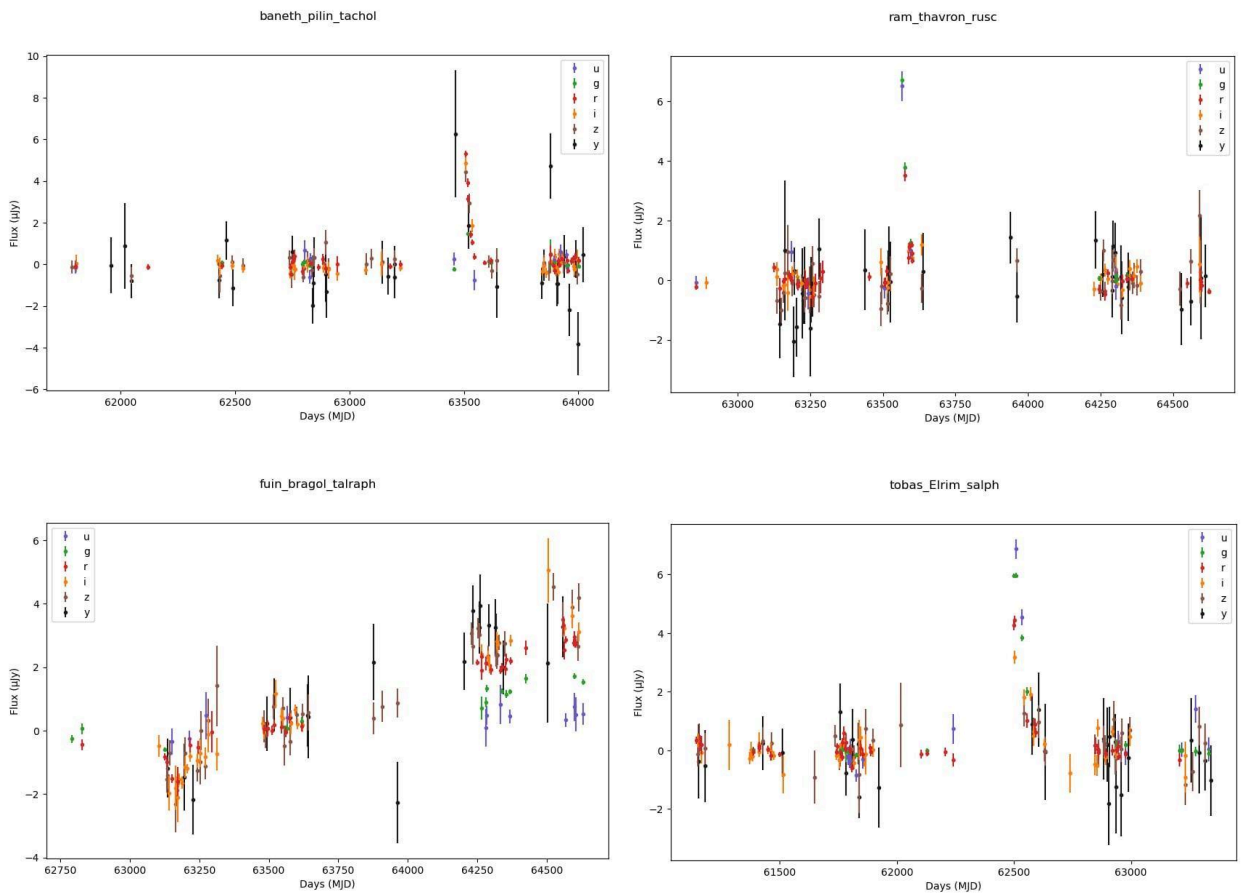 baneth_pilin_tachol
10
8
6
4
2
0
−2
−4
−6
Flux (μJy)
62000 62500 63000 63500 64000
Days (MJD)
u
g
r
i
z
y
ram_thavron_rusc
6
4
2
0
−2
Flux (μJy)
63000 63250 63500 63750 64000 64250 64500
Days (MJD)
u
g
r
i
z
y
fuin_bragol_talraph
6
4
2
0
−2
−4
Flux (μJy)
62750 63000 63250 63500 63750 64000 64250 64500
Days (MJD)
u
g
r
i
z
y
tobas_Elrim_salph
6
4
2
0
−2
Flux (μJy)
61500 62000 62500 63000
Days (MJD)
u
g
r
i
z
y